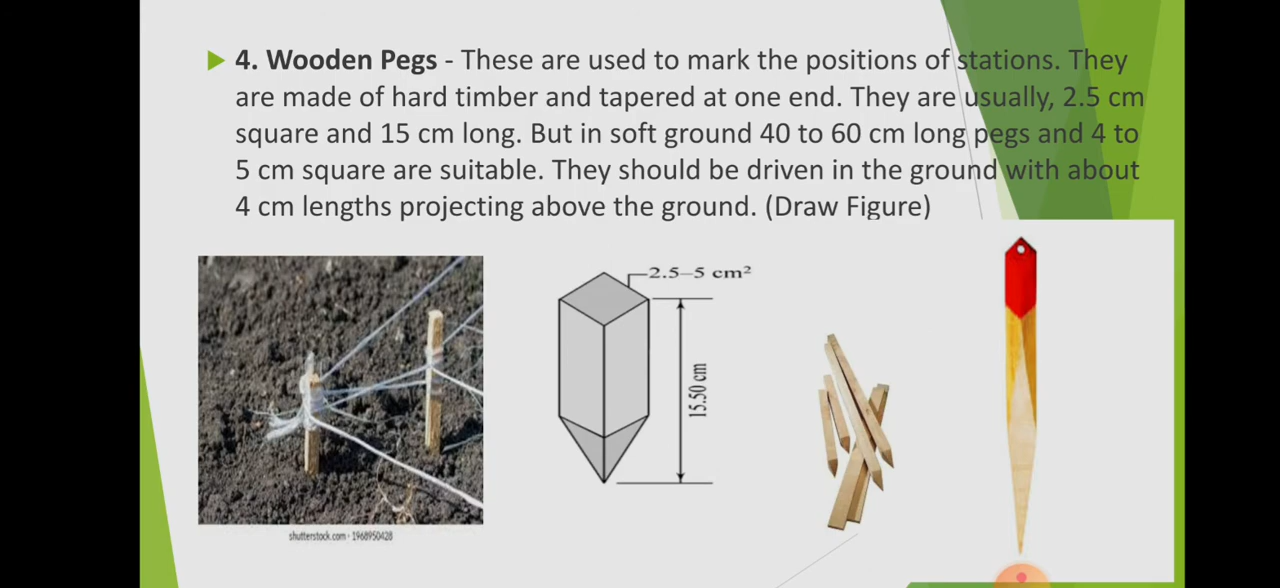 4. Wooden Pegs - These are used to mark the positions of stations. They
are made of hard timber and tapered at one end. They are usually, 2.5 cm
square and 15 cm long. But in soft ground 40 to 60 cm long pegs and 4 to
5 cm square are suitable. They should be driven in the ground with about
4 cm lengths projecting above the ground. (Draw Figure)
2.5–5 cm²
15.50 cm
shutterstock.com · 1968950428